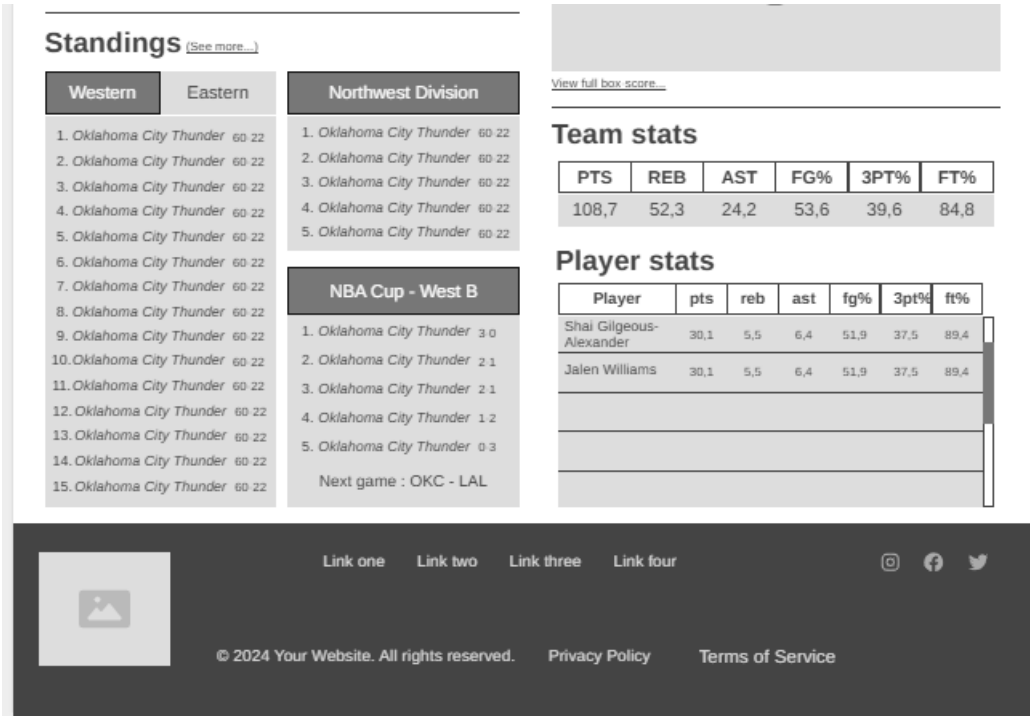 Standings (See more...)
Western Eastern
1. Oklahoma City Thunder 60-22
2. Oklahoma City Thunder 60-22
3. Oklahoma City Thunder 60-22
4. Oklahoma City Thunder 60-22
5. Oklahoma City Thunder 60-22
6. Oklahoma City Thunder 60-22
7. Oklahoma City Thunder 60-22
8. Oklahoma City Thunder 60-22
9. Oklahoma City Thunder 60-22
10. Oklahoma City Thunder 60-22
11. Oklahoma City Thunder 60-22
12. Oklahoma City Thunder 60-22
13. Oklahoma City Thunder 60-22
14. Oklahoma City Thunder 60-22
15. Oklahoma City Thunder 60-22
Northwest Division
1. Oklahoma City Thunder 60-22
2. Oklahoma City Thunder 60-22
3. Oklahoma City Thunder 60-22
4. Oklahoma City Thunder 60-22
5. Oklahoma City Thunder 60-22
NBA Cup - West B
1. Oklahoma City Thunder 3-0
2. Oklahoma City Thunder 2-1
3. Oklahoma City Thunder 2-1
4. Oklahoma City Thunder 1-2
5. Oklahoma City Thunder 0-3
Next game : OKC - LAL
View full box-score...
Team stats
PTS REB AST FG% 3PT% FT%
108,7 52,3 24,2 53,6 39,6 84,8
Player stats
Player pts reb ast fg% 3pt% ft%
Shai Gilgeous-
Alexander 30,1 5,5 6,4 51,9 37,5 89,4
Jalen Williams 30,1 5,5 6,4 51,9 37,5 89,4
Link one Link two Link three Link four
© 2024 Your Website. All rights reserved. Privacy Policy Terms of Service